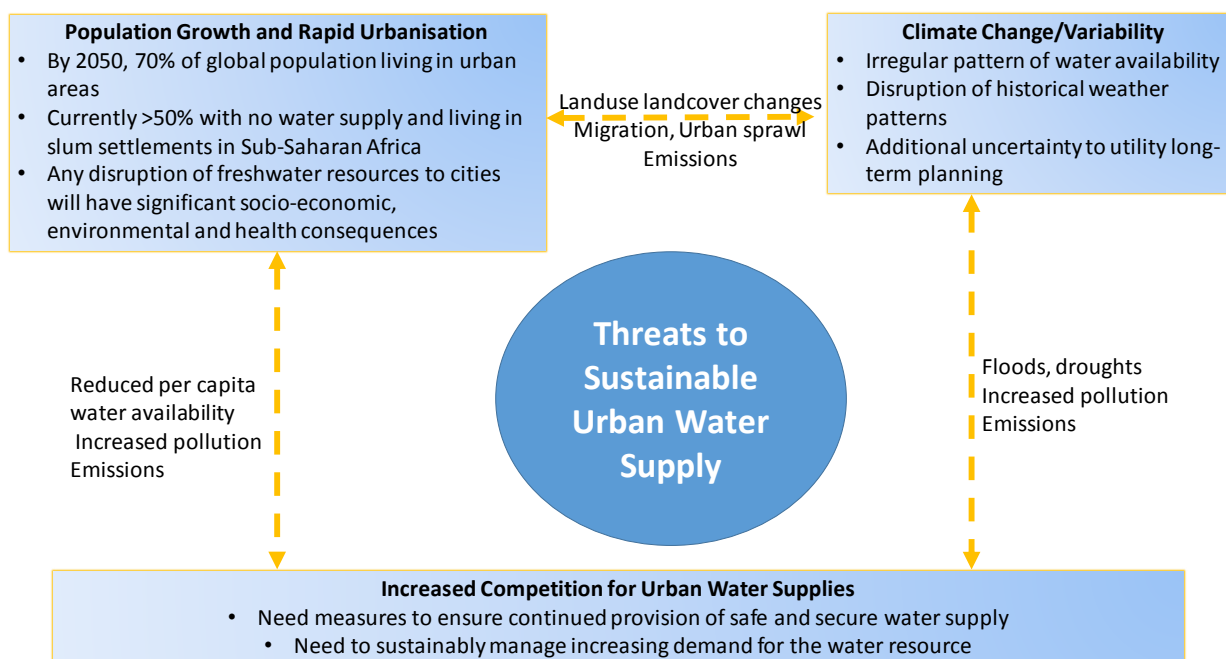 Population Growth and Rapid Urbanisation
• By 2050, 70% of global population living in urban
areas
• Currently >50% with no water supply and living in
slum settlements in Sub-Saharan Africa
• Any disruption of freshwater resources to cities
will have significant socio-economic,
environmental and health consequences
Landuse landcover changes
Migration, Urban sprawl
Emissions
Climate Change/Variability
• Irregular pattern of water availability
• Disruption of historical weather
patterns
• Additional uncertainty to utility long-
term planning
Threats to
Sustainable
Urban Water
Supply
Reduced per capita
water availability
Increased pollution
Emissions
Floods, droughts
Increased pollution
Emissions
Increased Competition for Urban Water Supplies
• Need measures to ensure continued provision of safe and secure water supply
• Need to sustainably manage increasing demand for the water resource